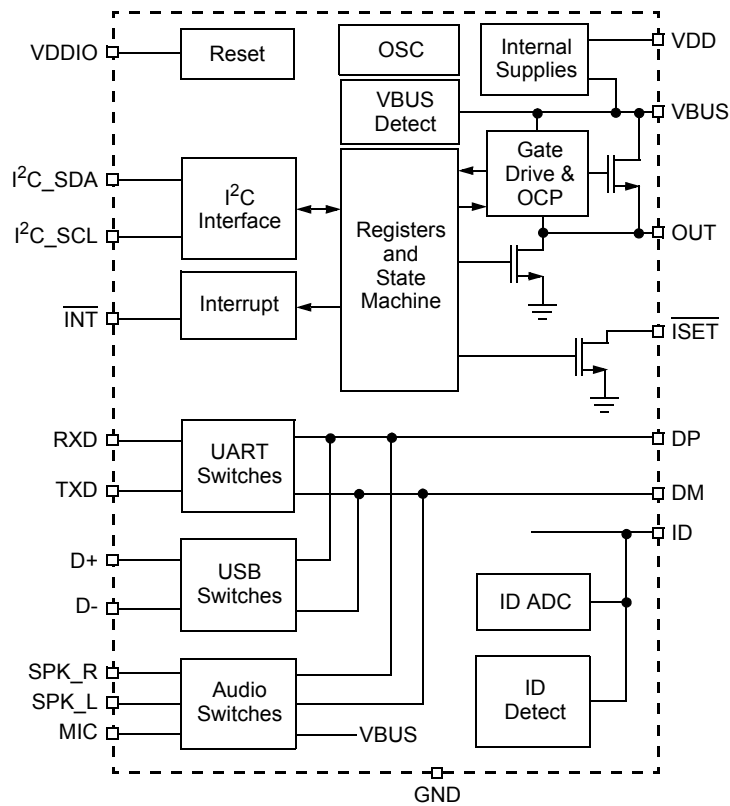 VDDIO
Reset
OSC
Internal
Supplies
VDD
VBUS
Detect
VBUS
I²C_SDA
I²C_SCL
I²C
Interface
Registers
and
State
Machine
Gate
Drive &
OCP
OUT
INT
Interrupt
ISET
RXD
TXD
UART
Switches
DP
DM
ID
D+
D-
USB
Switches
ID ADC
SPK_R
SPK_L
MIC
Audio
Switches
VBUS
ID
Detect
GND